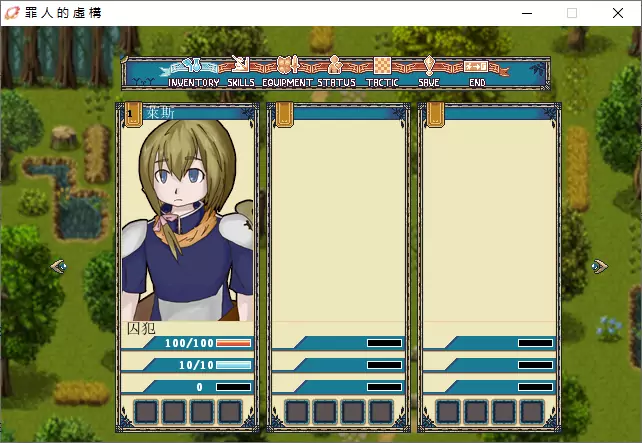 罪人的虛構
INVENTORY SKILLS EQUIPMENT STATUS TACTIC SAVE END
1 萊斯
囚犯
100/100
10/10
0